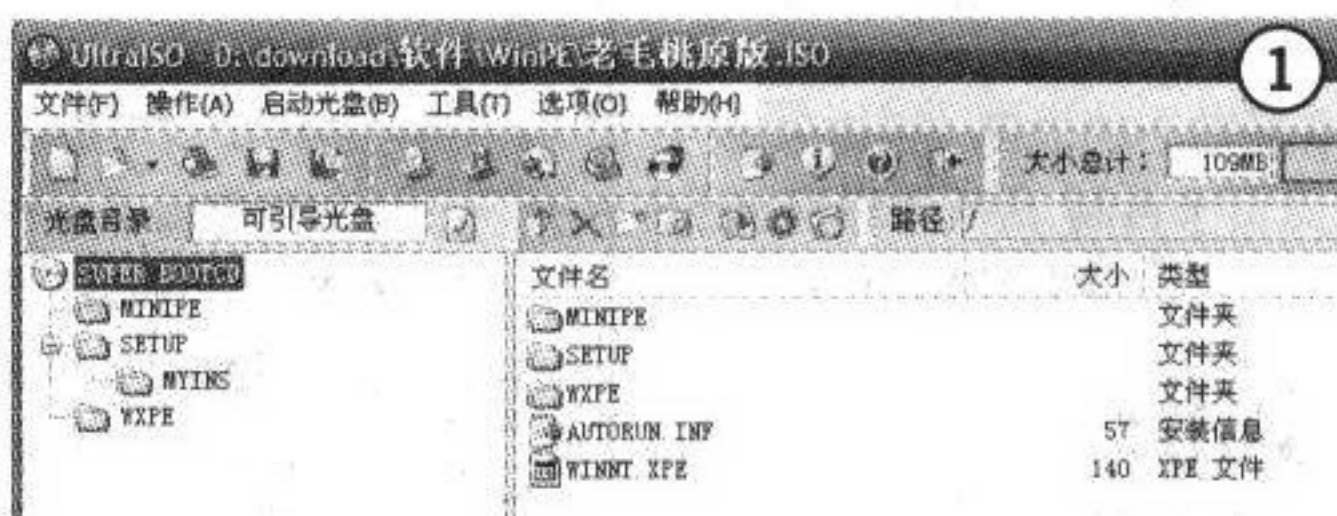 UltraISO - D:\download\软件\WinPE\老毛桃原版.ISO
1
文件(F) 操作(A) 启动光盘(B) 工具(T) 选项(O) 帮助(H)
大小总计: 109MB
光盘目录 可引导光盘 路径 /
SUPER BOOTCD
MINIPE
SETUP
MYINS
WXPE
文件名 大小 类型
MINIPE 文件夹
SETUP 文件夹
WXPE 文件夹
AUTORUN.INF 57 安装信息
WINNT.XPE 140 XPE 文件